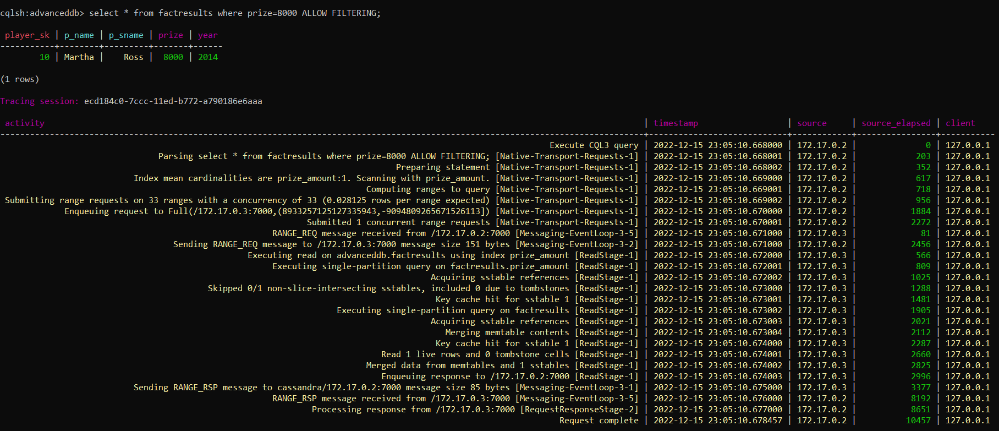 cqlsh:advanceddb> select * from factresults where prize=8000 ALLOW FILTERING;
player_sk | p_name | p_sname | prize | year
-----------+--------+---------+-------+------
10 | Martha | Ross | 8000 | 2014
(1 rows)
Tracing session: ecd184c0-7ccc-11ed-b772-a790186e6aaa
activity | timestamp | source | source_elapsed | client
----------------------------------------------------------------------------------------------------------------------------------+----------------------------+------------+----------------+-----------
Execute CQL3 query | 2022-12-15 23:05:10.668000 | 172.17.0.2 | 0 | 127.0.0.1
Parsing select * from factresults where prize=8000 ALLOW FILTERING; [Native-Transport-Requests-1] | 2022-12-15 23:05:10.668001 | 172.17.0.2 | 203 | 127.0.0.1
Preparing statement [Native-Transport-Requests-1] | 2022-12-15 23:05:10.668002 | 172.17.0.2 | 352 | 127.0.0.1
Index mean cardinalities are prize_amount:1. Scanning with prize_amount. [Native-Transport-Requests-1] | 2022-12-15 23:05:10.669000 | 172.17.0.2 | 617 | 127.0.0.1
Computing ranges to query [Native-Transport-Requests-1] | 2022-12-15 23:05:10.669001 | 172.17.0.2 | 718 | 127.0.0.1
Submitting range requests on 33 ranges with a concurrency of 33 (0.028125 rows per range expected) [Native-Transport-Requests-1] | 2022-12-15 23:05:10.669002 | 172.17.0.2 | 956 | 127.0.0.1
Enqueuing request to Full(/172.17.0.3:7000,(8933257125127335943,-9094809265671526113]) [Native-Transport-Requests-1] | 2022-12-15 23:05:10.670000 | 172.17.0.2 | 1884 | 127.0.0.1
Submitted 1 concurrent range requests [Native-Transport-Requests-1] | 2022-12-15 23:05:10.670001 | 172.17.0.2 | 2272 | 127.0.0.1
RANGE_REQ message received from /172.17.0.2:7000 [Messaging-EventLoop-3-5] | 2022-12-15 23:05:10.671000 | 172.17.0.3 | 81 | 127.0.0.1
Sending RANGE_REQ message to /172.17.0.3:7000 message size 151 bytes [Messaging-EventLoop-3-2] | 2022-12-15 23:05:10.671000 | 172.17.0.2 | 2456 | 127.0.0.1
Executing read on advanceddb.factresults using index prize_amount [ReadStage-1] | 2022-12-15 23:05:10.672000 | 172.17.0.3 | 566 | 127.0.0.1
Executing single-partition query on factresults.prize_amount [ReadStage-1] | 2022-12-15 23:05:10.672001 | 172.17.0.3 | 809 | 127.0.0.1
Acquiring sstable references [ReadStage-1] | 2022-12-15 23:05:10.672002 | 172.17.0.3 | 1025 | 127.0.0.1
Skipped 0/1 non-slice-intersecting sstables, included 0 due to tombstones [ReadStage-1] | 2022-12-15 23:05:10.673000 | 172.17.0.3 | 1288 | 127.0.0.1
Key cache hit for sstable 1 [ReadStage-1] | 2022-12-15 23:05:10.673001 | 172.17.0.3 | 1481 | 127.0.0.1
Executing single-partition query on factresults [ReadStage-1] | 2022-12-15 23:05:10.673002 | 172.17.0.3 | 1905 | 127.0.0.1
Acquiring sstable references [ReadStage-1] | 2022-12-15 23:05:10.673003 | 172.17.0.3 | 2021 | 127.0.0.1
Merging memtable contents [ReadStage-1] | 2022-12-15 23:05:10.673004 | 172.17.0.3 | 2112 | 127.0.0.1
Key cache hit for sstable 1 [ReadStage-1] | 2022-12-15 23:05:10.674000 | 172.17.0.3 | 2287 | 127.0.0.1
Read 1 live rows and 0 tombstone cells [ReadStage-1] | 2022-12-15 23:05:10.674001 | 172.17.0.3 | 2660 | 127.0.0.1
Merged data from memtables and 1 sstables [ReadStage-1] | 2022-12-15 23:05:10.674002 | 172.17.0.3 | 2825 | 127.0.0.1
Enqueuing response to /172.17.0.2:7000 [ReadStage-1] | 2022-12-15 23:05:10.674003 | 172.17.0.3 | 2996 | 127.0.0.1
Sending RANGE_RSP message to cassandra/172.17.0.2:7000 message size 85 bytes [Messaging-EventLoop-3-1] | 2022-12-15 23:05:10.675000 | 172.17.0.3 | 3377 | 127.0.0.1
RANGE_RSP message received from /172.17.0.3:7000 [Messaging-EventLoop-3-5] | 2022-12-15 23:05:10.676000 | 172.17.0.2 | 8192 | 127.0.0.1
Processing response from /172.17.0.3:7000 [RequestResponseStage-2] | 2022-12-15 23:05:10.677000 | 172.17.0.2 | 8651 | 127.0.0.1
Request complete | 2022-12-15 23:05:10.678457 | 172.17.0.2 | 10457 | 127.0.0.1